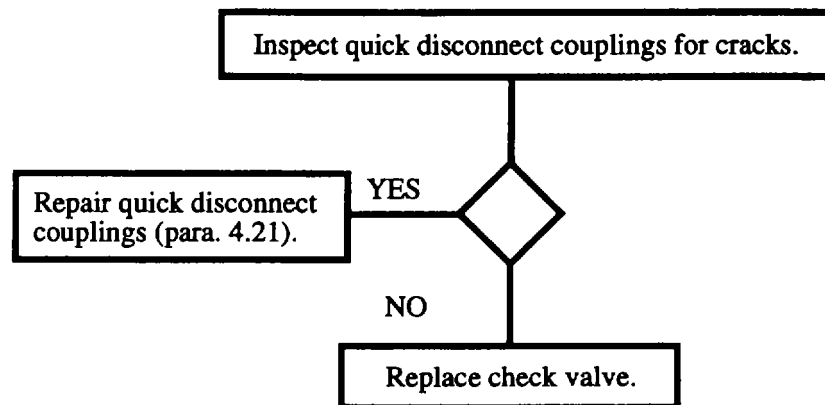 Inspect quick disconnect couplings for cracks.
YES
Repair quick disconnect
couplings (para. 4.21).
NO
Replace check valve.